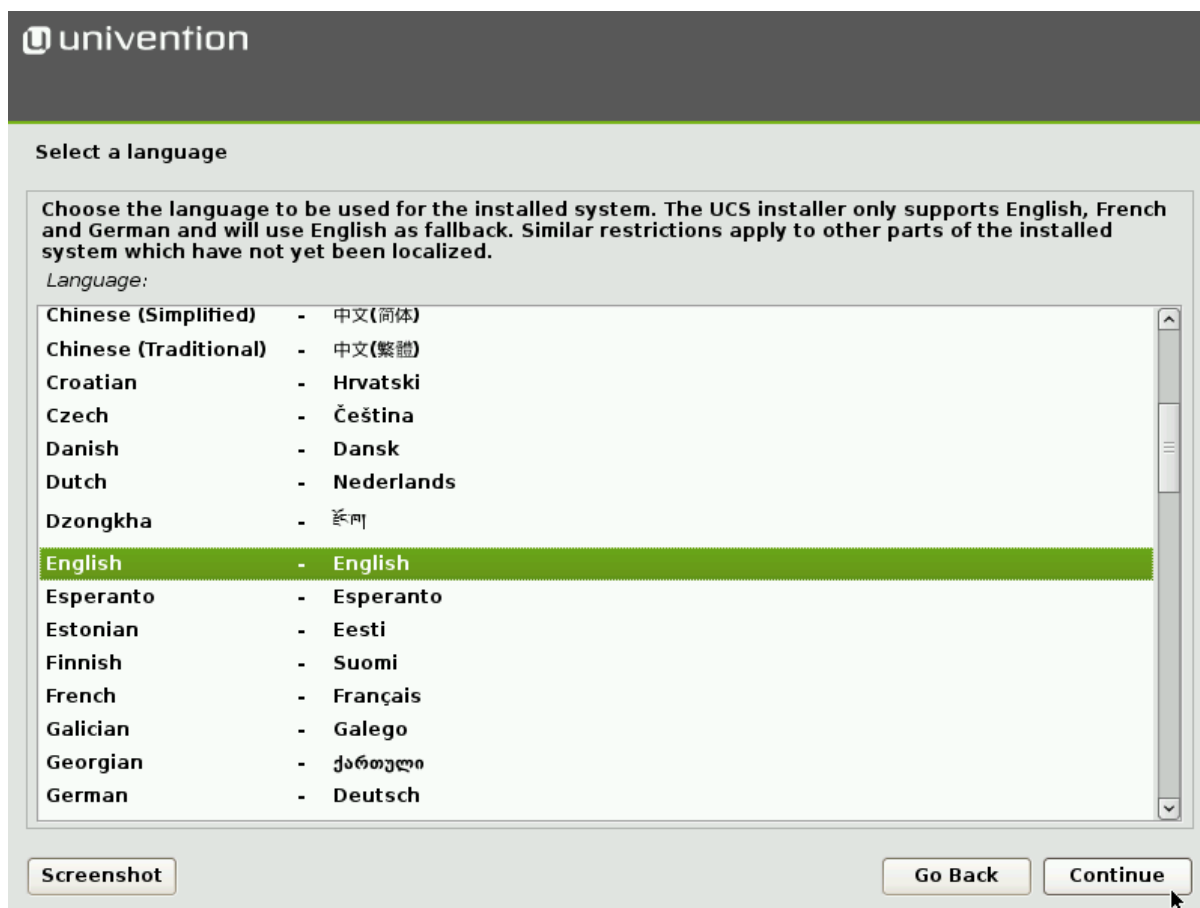 univention
Select a language
Choose the language to be used for the installed system. The UCS installer only supports English, French
and German and will use English as fallback. Similar restrictions apply to other parts of the installed
system which have not yet been localized.
Language:
Chinese (Simplified) - 中文(简体)
Chinese (Traditional) - 中文(繁體)
Croatian - Hrvatski
Czech - Čeština
Danish - Dansk
Dutch - Nederlands
Dzongkha - རྫོང་ཁ།
English - English
Esperanto - Esperanto
Estonian - Eesti
Finnish - Suomi
French - Français
Galician - Galego
Georgian - ქართული
German - Deutsch
Screenshot Go Back Continue